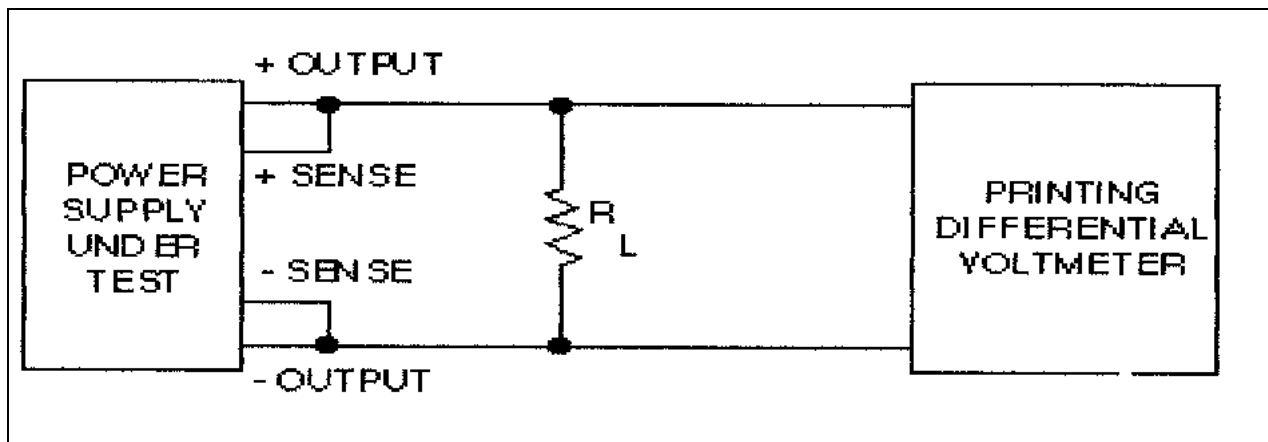 + OUTPUT
POWER
SUPPLY
UNDER
TEST
+ SENSE
- SENSE
- OUTPUT
R
L
PRINTING
DIFFERENTIAL
VOLTMETER